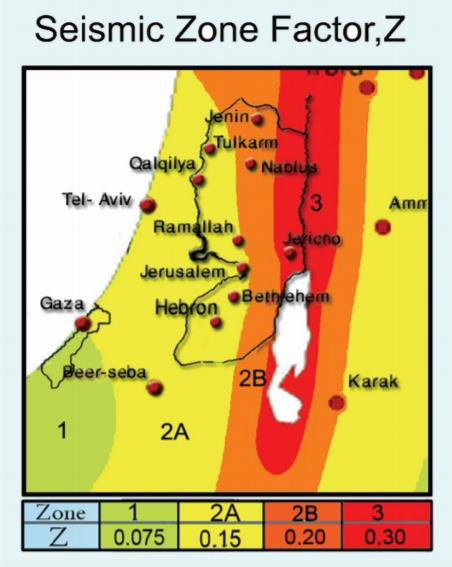 Seismic Zone Factor,Z
Jenin
Tulkarm
Qalqilya
Nablus
Tel- Aviv
3
Amm
Ramallah
Jericho
Jerusalem
Bethlehem
Gaza
Hebron
Beer-seba
2B
Karak
1
2A
Zone 1 2A 2B 3
Z 0.075 0.15 0.20 0.30